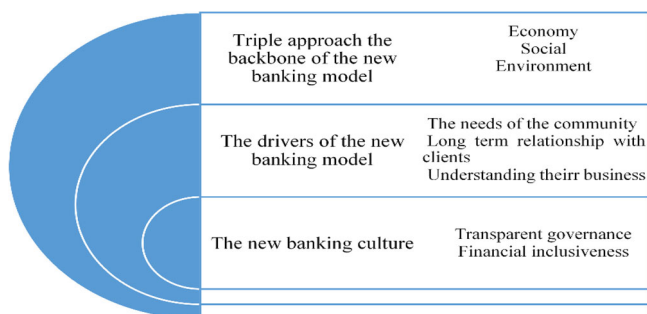 Triple approach the
backbone of the new
banking model
Economy
Social
Environment
The drivers of the new
banking model
The needs of the community
Long term relationship with
clients
Understanding theirr business
The new banking culture
Transparent governance
Financial inclusiveness